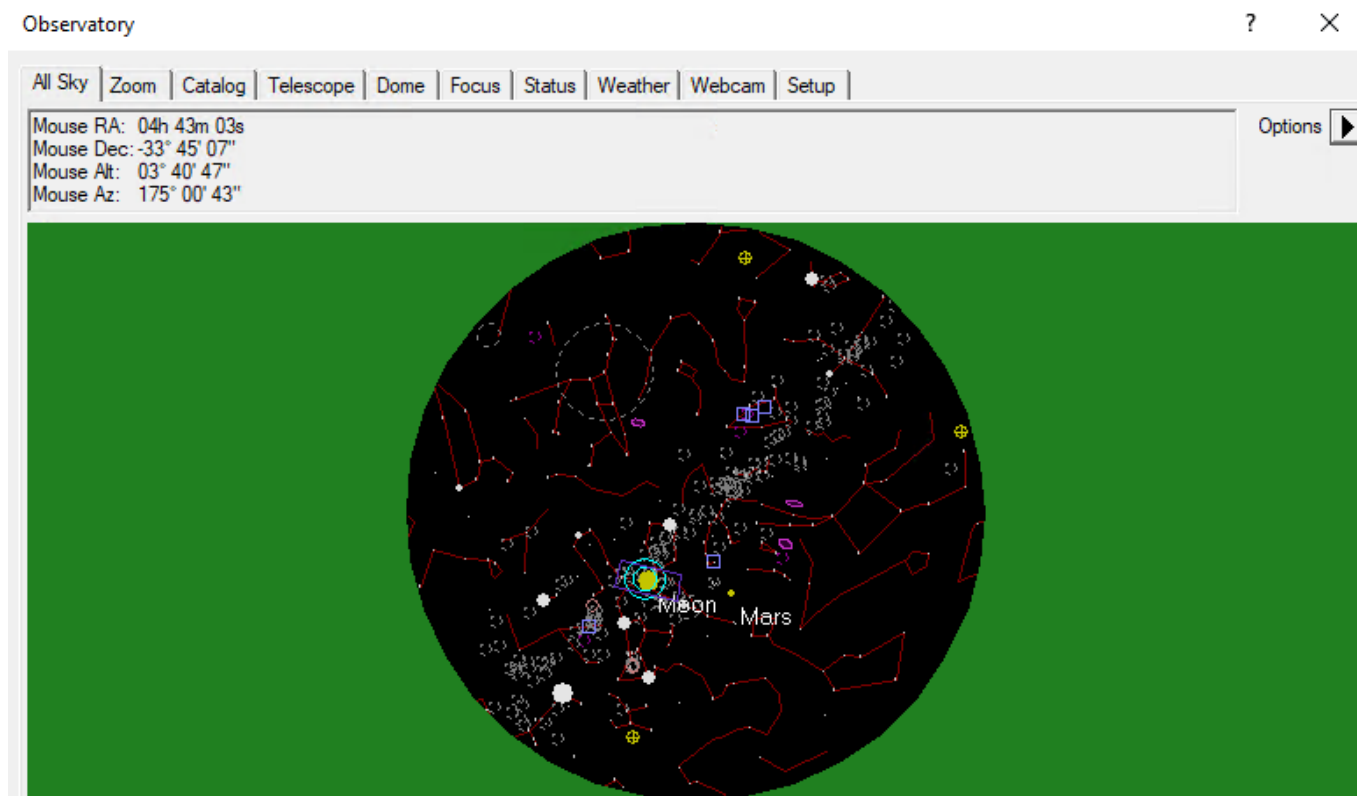 Observatory
? ×
All Sky Zoom Catalog Telescope Dome Focus Status Weather Webcam Setup
Mouse RA: 04h 43m 03s
Options
Mouse Dec: -33° 45' 07"
Mouse Alt: 03° 40' 47"
Mouse Az: 175° 00' 43"
Moon
Mars